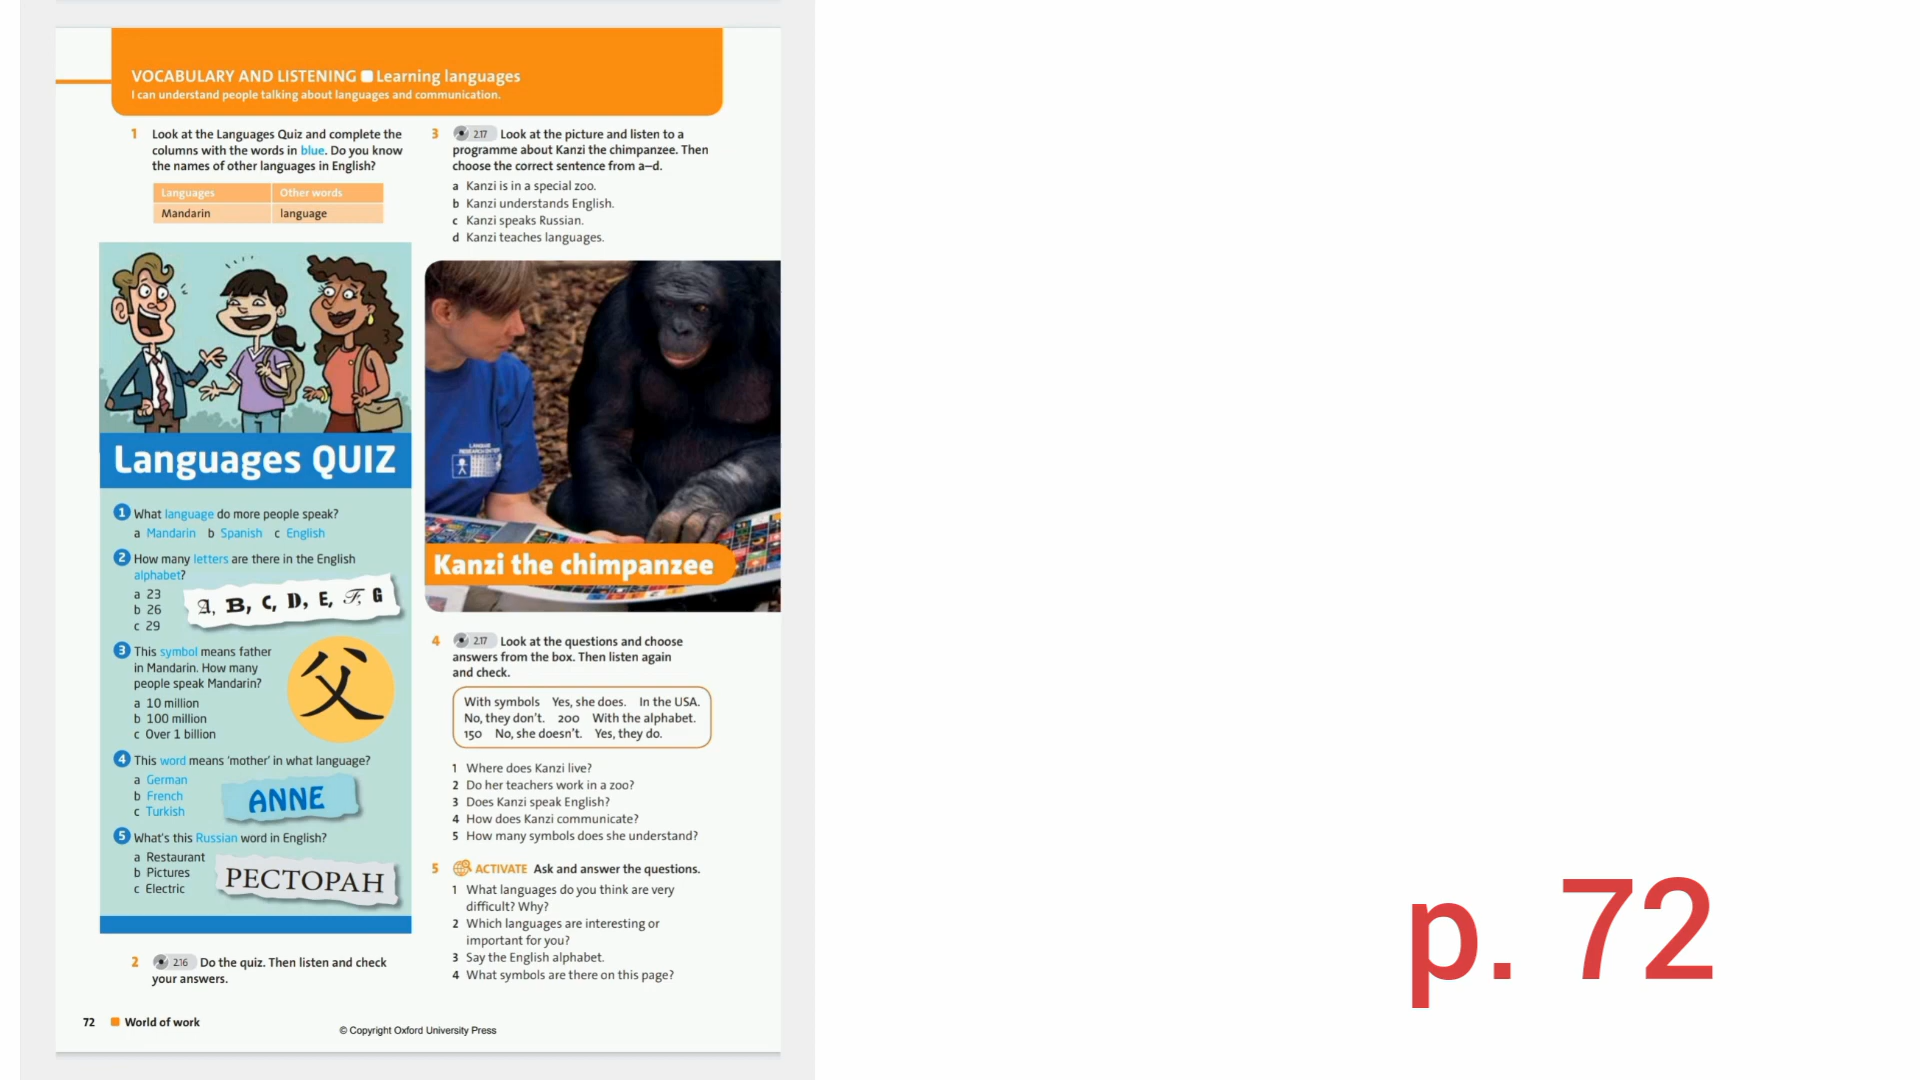 VOCABULARY AND LISTENING ■ Learning languages
I can understand people talking about languages and communication.
1 Look at the Languages Quiz and complete the
columns with the words in blue. Do you know
the names of other languages in English?
Languages Other words
Mandarin language
Languages QUIZ
1 What language do more people speak?
a Mandarin b Spanish c English
2 How many letters are there in the English
alphabet?
a 23
b 26
c 29
A, B, C, D, E, F, G
3 This symbol means father
in Mandarin. How many
people speak Mandarin?
a 10 million
b 100 million
c Over 1 billion
父
4 This word means 'mother' in what language?
a German
b French
c Turkish
ANNE
5 What's this Russian word in English?
a Restaurant
b Pictures
c Electric
РЕСТОРАН
2 2.16 Do the quiz. Then listen and check
your answers.
3 2.17 Look at the picture and listen to a
programme about Kanzi the chimpanzee. Then
choose the correct sentence from a–d.
a Kanzi is in a special zoo.
b Kanzi understands English.
c Kanzi speaks Russian.
d Kanzi teaches languages.
Kanzi the chimpanzee
4 2.17 Look at the questions and choose
answers from the box. Then listen again
and check.
With symbols Yes, she does. In the USA.
No, they don't. 200 With the alphabet.
150 No, she doesn't. Yes, they do.
1 Where does Kanzi live?
2 Do her teachers work in a zoo?
3 Does Kanzi speak English?
4 How does Kanzi communicate?
5 How many symbols does she understand?
5 ACTIVATE Ask and answer the questions.
1 What languages do you think are very
difficult? Why?
2 Which languages are interesting or
important for you?
3 Say the English alphabet.
4 What symbols are there on this page?
72 ■ World of work
© Copyright Oxford University Press
p. 72